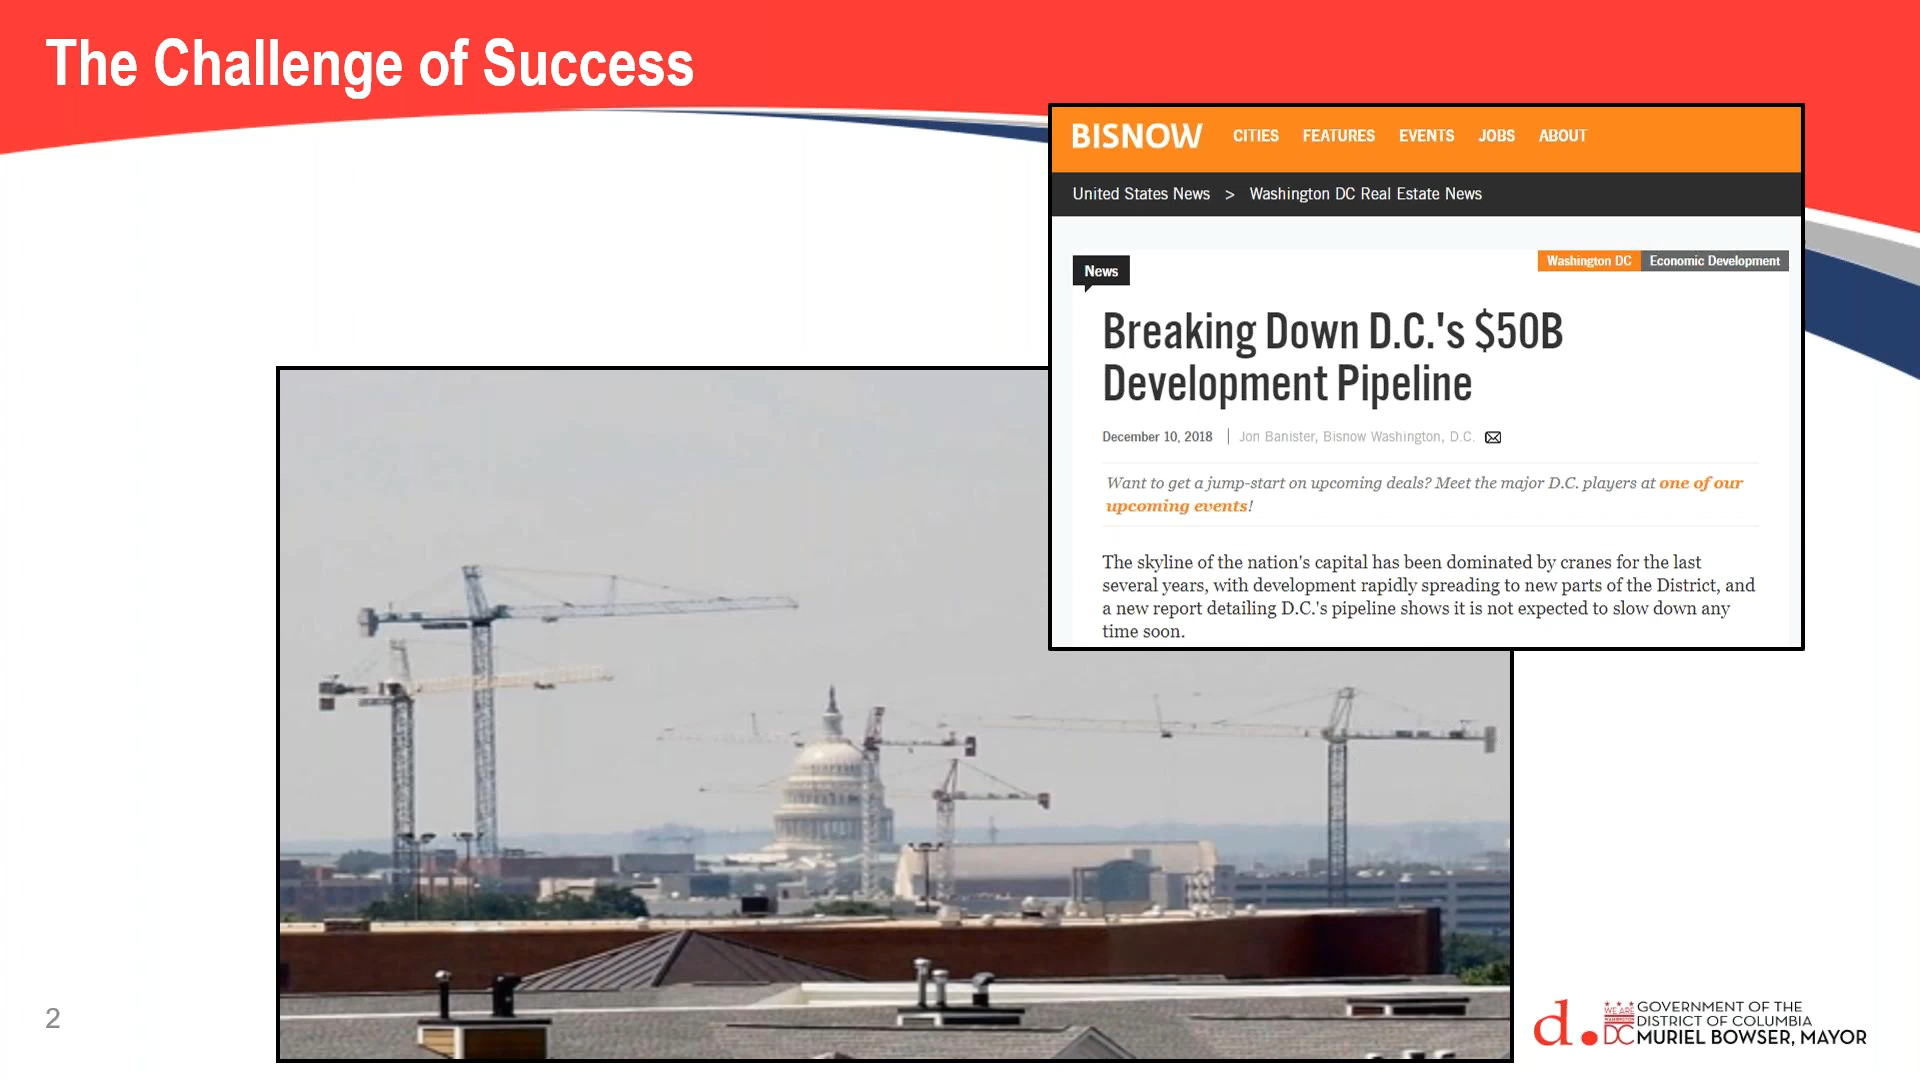 The Challenge of Success
BISNOW CITIES FEATURES EVENTS JOBS ABOUT
United States News > Washington DC Real Estate News
News
Washington DC Economic Development
Breaking Down D.C.'s $50B
Development Pipeline
December 10, 2018 | Jon Banister, Bisnow Washington, D.C.
Want to get a jump-start on upcoming deals? Meet the major D.C. players at one of our
upcoming events!
The skyline of the nation's capital has been dominated by cranes for the last
several years, with development rapidly spreading to new parts of the District, and
a new report detailing D.C.'s pipeline shows it is not expected to slow down any
time soon.
2
d.
WE ARE
WASHINGTON
DC
GOVERNMENT OF THE
DISTRICT OF COLUMBIA
MURIEL BOWSER, MAYOR